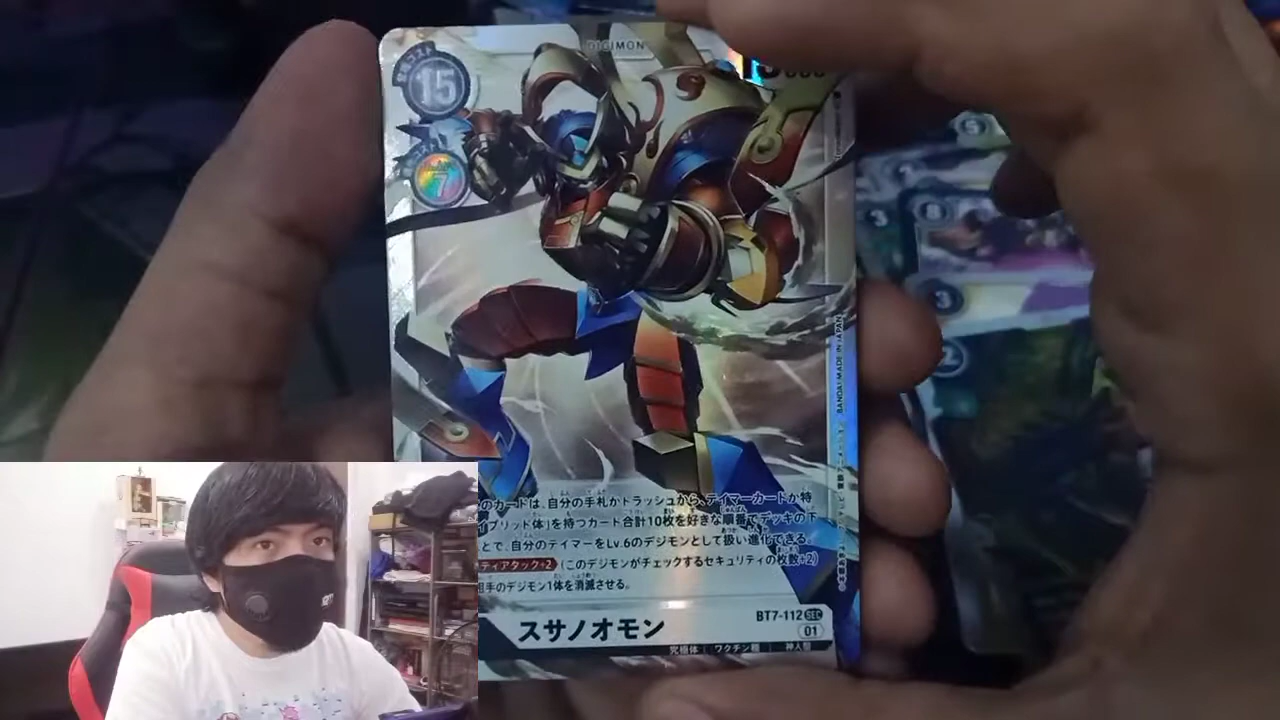 DIGIMON
15
7
のカードは、自分の手札かトラッシュから、テイマーカードか特
ブリッド体」を持つカード合計10枚を好きな順番でデッキの下
とで、自分のテイマーをLv.6のデジモンとして扱い進化できる。
ティアタック+2 (このデジモンがチェックするセキュリティの枚数+2)
相手のデジモン1体を消滅させる。
BT7-112 SEC
スサノオモン
01
究極体 ワクチン種 神人型
BANDAI MADE IN JAPAN
5
3
8
3